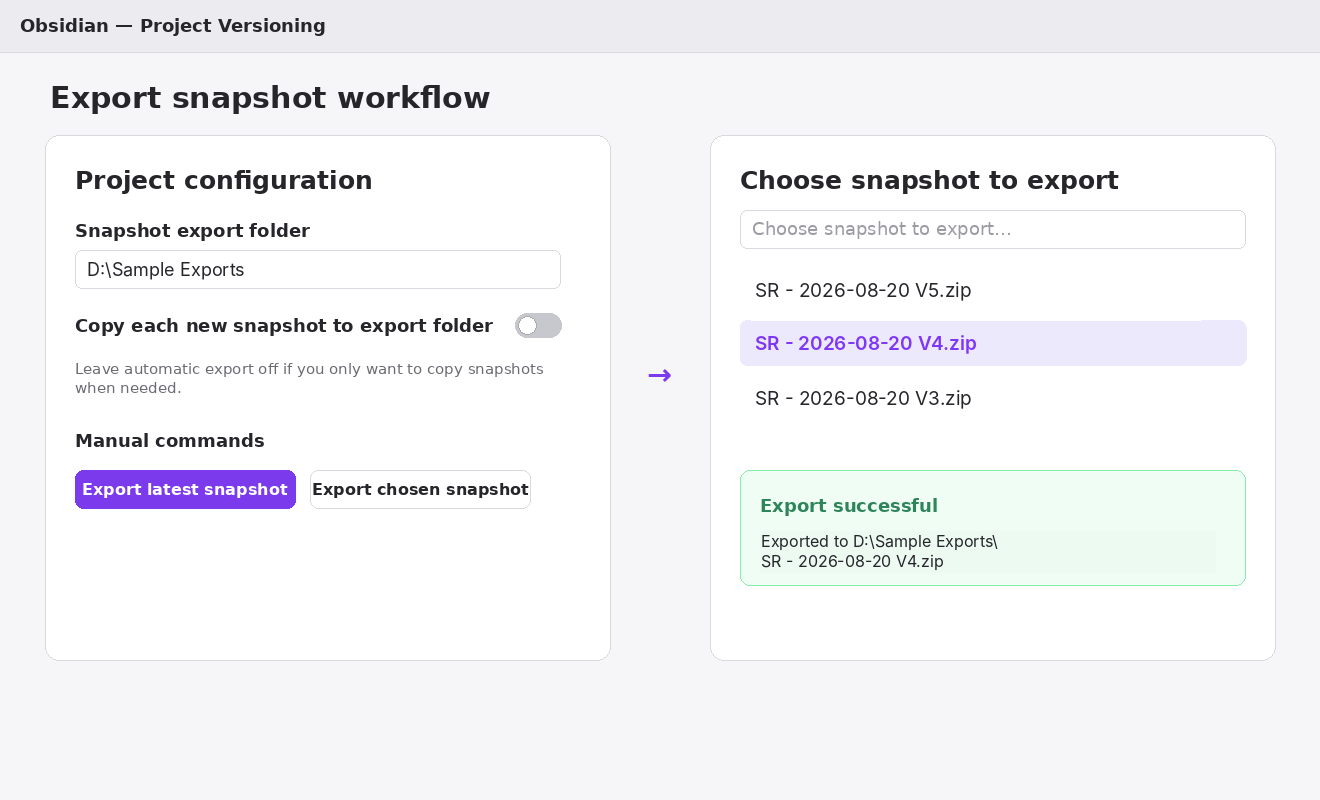 Obsidian — Project Versioning
Export snapshot workflow
Project configuration
Snapshot export folder
D:\Sample Exports
Copy each new snapshot to export folder
Leave automatic export off if you only want to copy snapshots
when needed.
Manual commands
Export latest snapshot
Export chosen snapshot
→
Choose snapshot to export
Choose snapshot to export...
SR - 2026-08-20 V5.zip
SR - 2026-08-20 V4.zip
SR - 2026-08-20 V3.zip
Export successful
Exported to D:\Sample Exports\
SR - 2026-08-20 V4.zip